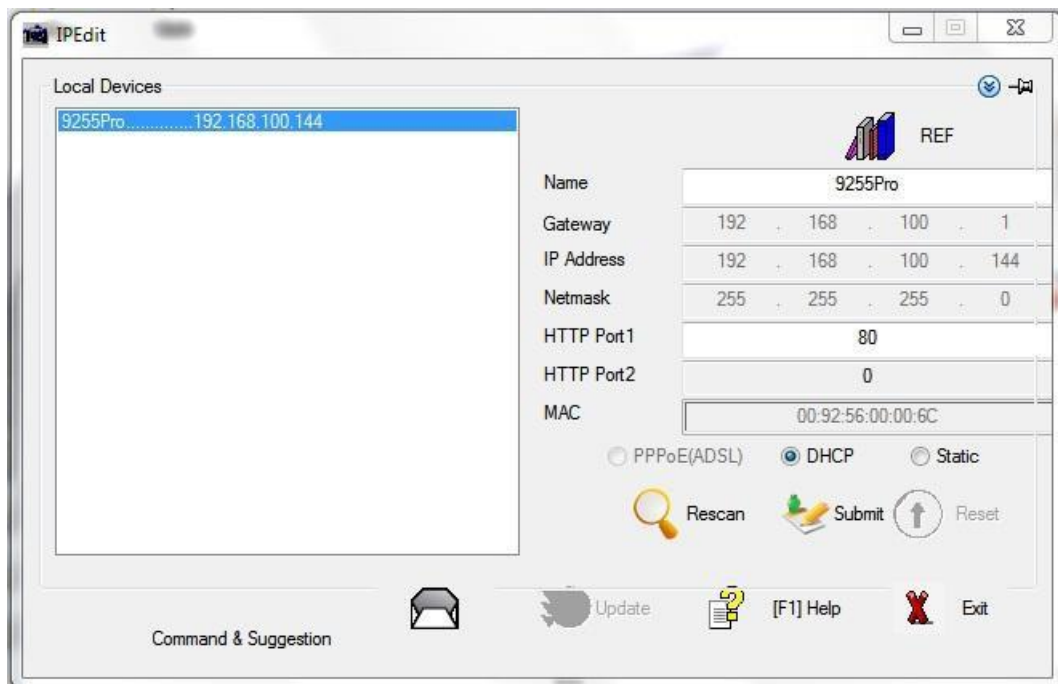 IPEdit
Local Devices
9255Pro..............192.168.100.144
REF
Name 9255Pro
Gateway 192 . 168 . 100 . 1
IP Address 192 . 168 . 100 . 144
Netmask 255 . 255 . 255 . 0
HTTP Port1 80
HTTP Port2 0
MAC 00:92:56:00:00:6C
PPPoE(ADSL) DHCP Static
Rescan Submit Reset
Update [F1] Help Exit
Command & Suggestion